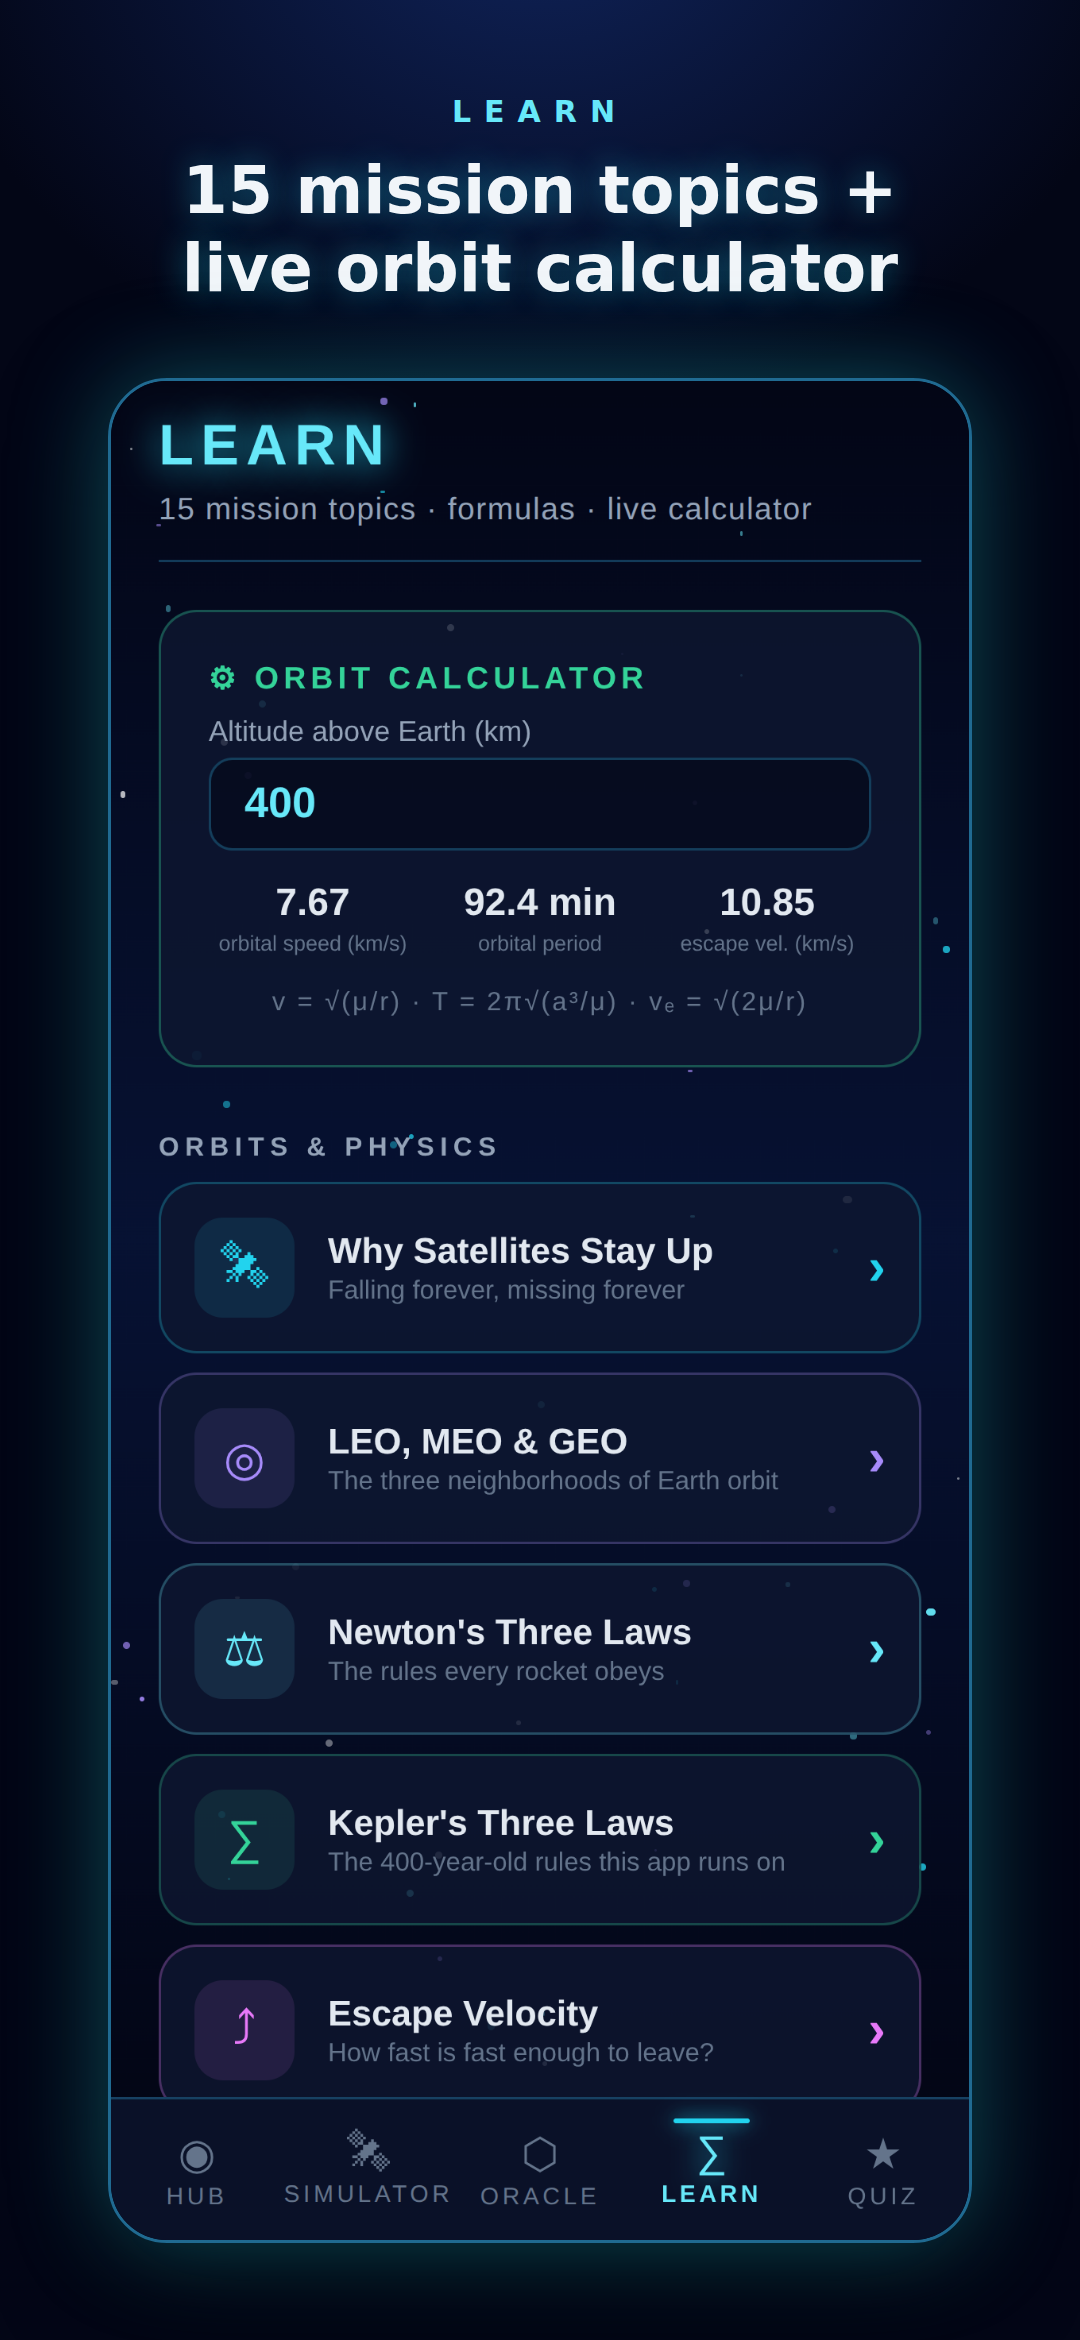 LEARN
15 mission topics +
live orbit calculator
LEARN
15 mission topics · formulas · live calculator
⚙ ORBIT CALCULATOR
Altitude above Earth (km)
400
7.67 92.4 min 10.85
orbital speed (km/s) orbital period escape vel. (km/s)
v = √(μ/r) · T = 2π√(a³/μ) · vₑ = √(2μ/r)
ORBITS & PHYSICS
Why Satellites Stay Up
Falling forever, missing forever
LEO, MEO & GEO
The three neighborhoods of Earth orbit
Newton's Three Laws
The rules every rocket obeys
Kepler's Three Laws
The 400-year-old rules this app runs on
Escape Velocity
How fast is fast enough to leave?
HUB SIMULATOR ORACLE LEARN QUIZ